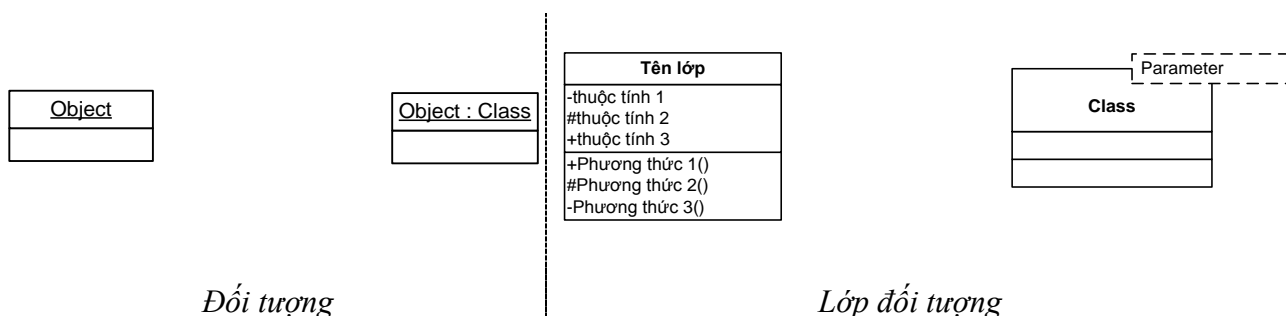 Object
Object : Class
Tên lớp
-thuộc tính 1
#thuộc tính 2
+thuộc tính 3
+Phương thức 1()
#Phương thức 2()
-Phương thức 3()
Parameter
Class
Đối tượng
Lớp đối tượng